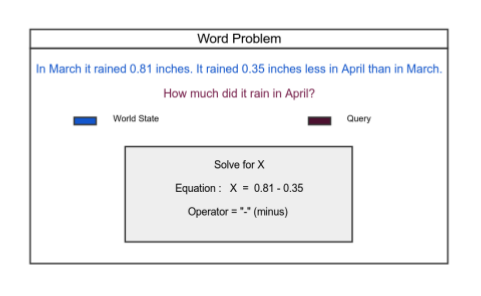 Word Problem
In March it rained 0.81 inches. It rained 0.35 inches less in April than in March.
How much did it rain in April?
World State Query
Solve for X
Equation : X = 0.81 - 0.35
Operator = "-" (minus)